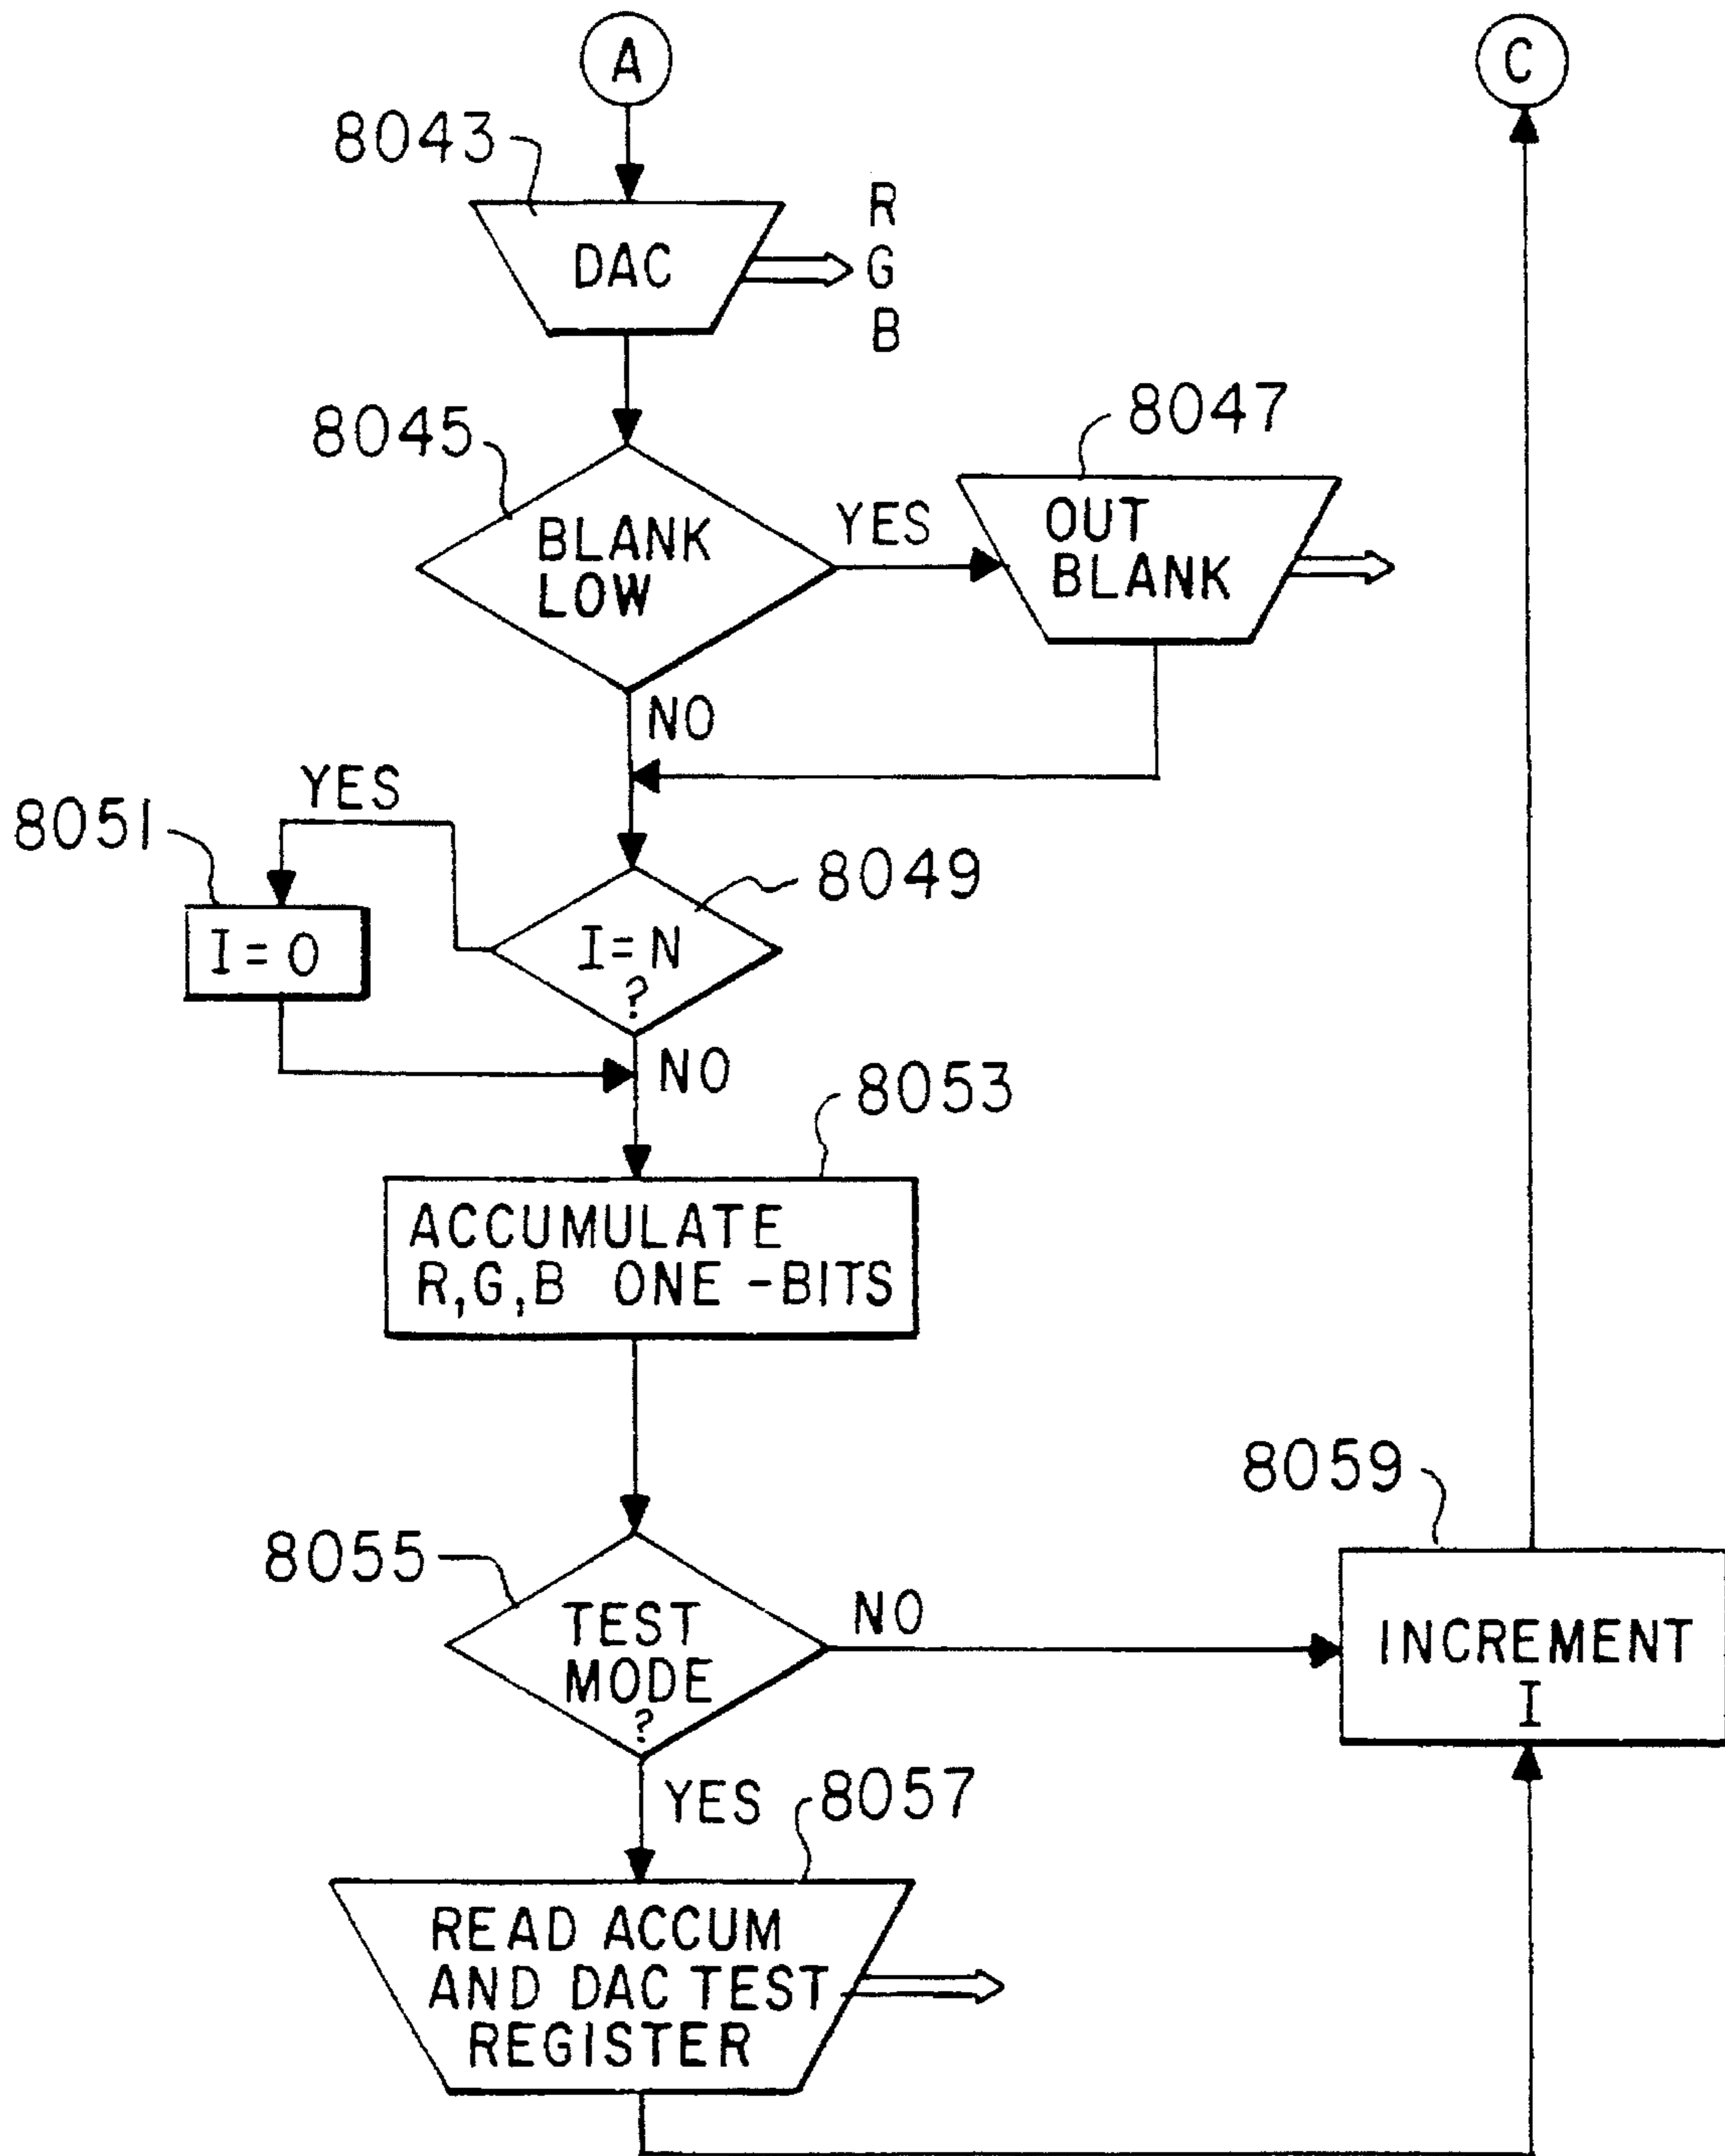 A
C
8043
DAC
R
G
B
8045
BLANK
LOW
YES
8047
OUT
BLANK
NO
YES
8051
I = 0
8049
I = N
?
NO
8053
ACCUMULATE
R,G,B ONE-BITS
8055
TEST
MODE
?
NO
8059
INCREMENT
I
YES
8057
READ ACCUM
AND DAC TEST
REGISTER